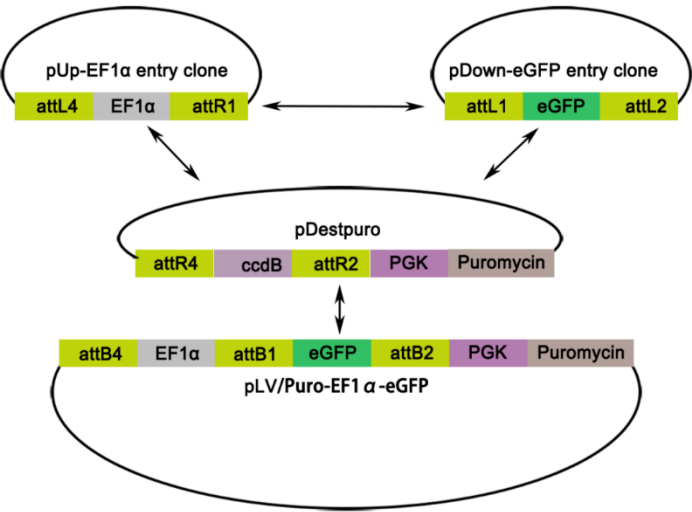 pUp-EF1α entry clone
attL4 EF1α attR1
pDown-eGFP entry clone
attL1 eGFP attL2
pDestpuro
attR4 ccdB attR2 PGK Puromycin
attB4 EF1α attB1 eGFP attB2 PGK Puromycin
pLV/Puro-EF1α-eGFP